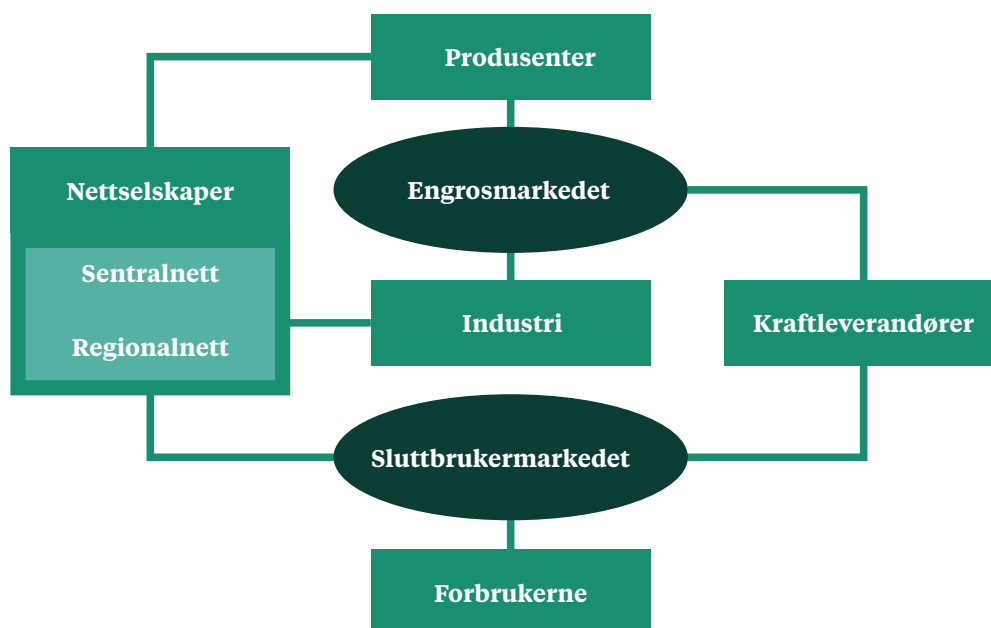 Produsenter
Nettselskaper
Engrosmarkedet
Sentralnett
Regionalnett
Industri
Kraftleverandører
Sluttbrukermarkedet
Forbrukerne